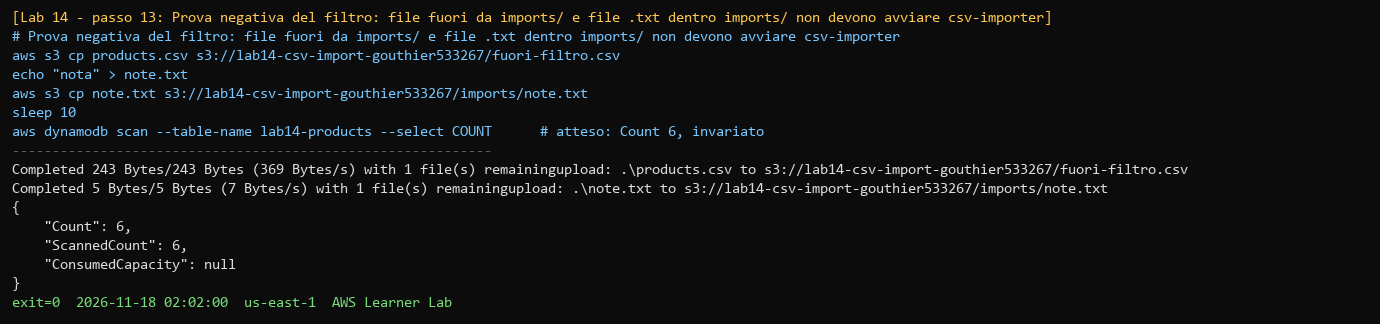 [Lab 14 - passo 13: Prova negativa del filtro: file fuori da imports/ e file .txt dentro imports/ non devono avviare csv-importer]
# Prova negativa del filtro: file fuori da imports/ e file .txt dentro imports/ non devono avviare csv-importer
aws s3 cp products.csv s3://lab14-csv-import-gouthier533267/fuori-filtro.csv
echo "nota" > note.txt
aws s3 cp note.txt s3://lab14-csv-import-gouthier533267/imports/note.txt
sleep 10
aws dynamodb scan --table-name lab14-products --select COUNT      # atteso: Count 6, invariato
------------------------------------------------------------
Completed 243 Bytes/243 Bytes (369 Bytes/s) with 1 file(s) remainingupload: .\products.csv to s3://lab14-csv-import-gouthier533267/fuori-filtro.csv
Completed 5 Bytes/5 Bytes (7 Bytes/s) with 1 file(s) remainingupload: .\note.txt to s3://lab14-csv-import-gouthier533267/imports/note.txt
{
    "Count": 6,
    "ScannedCount": 6,
    "ConsumedCapacity": null
}
exit=0  2026-11-18 02:02:00  us-east-1  AWS Learner Lab